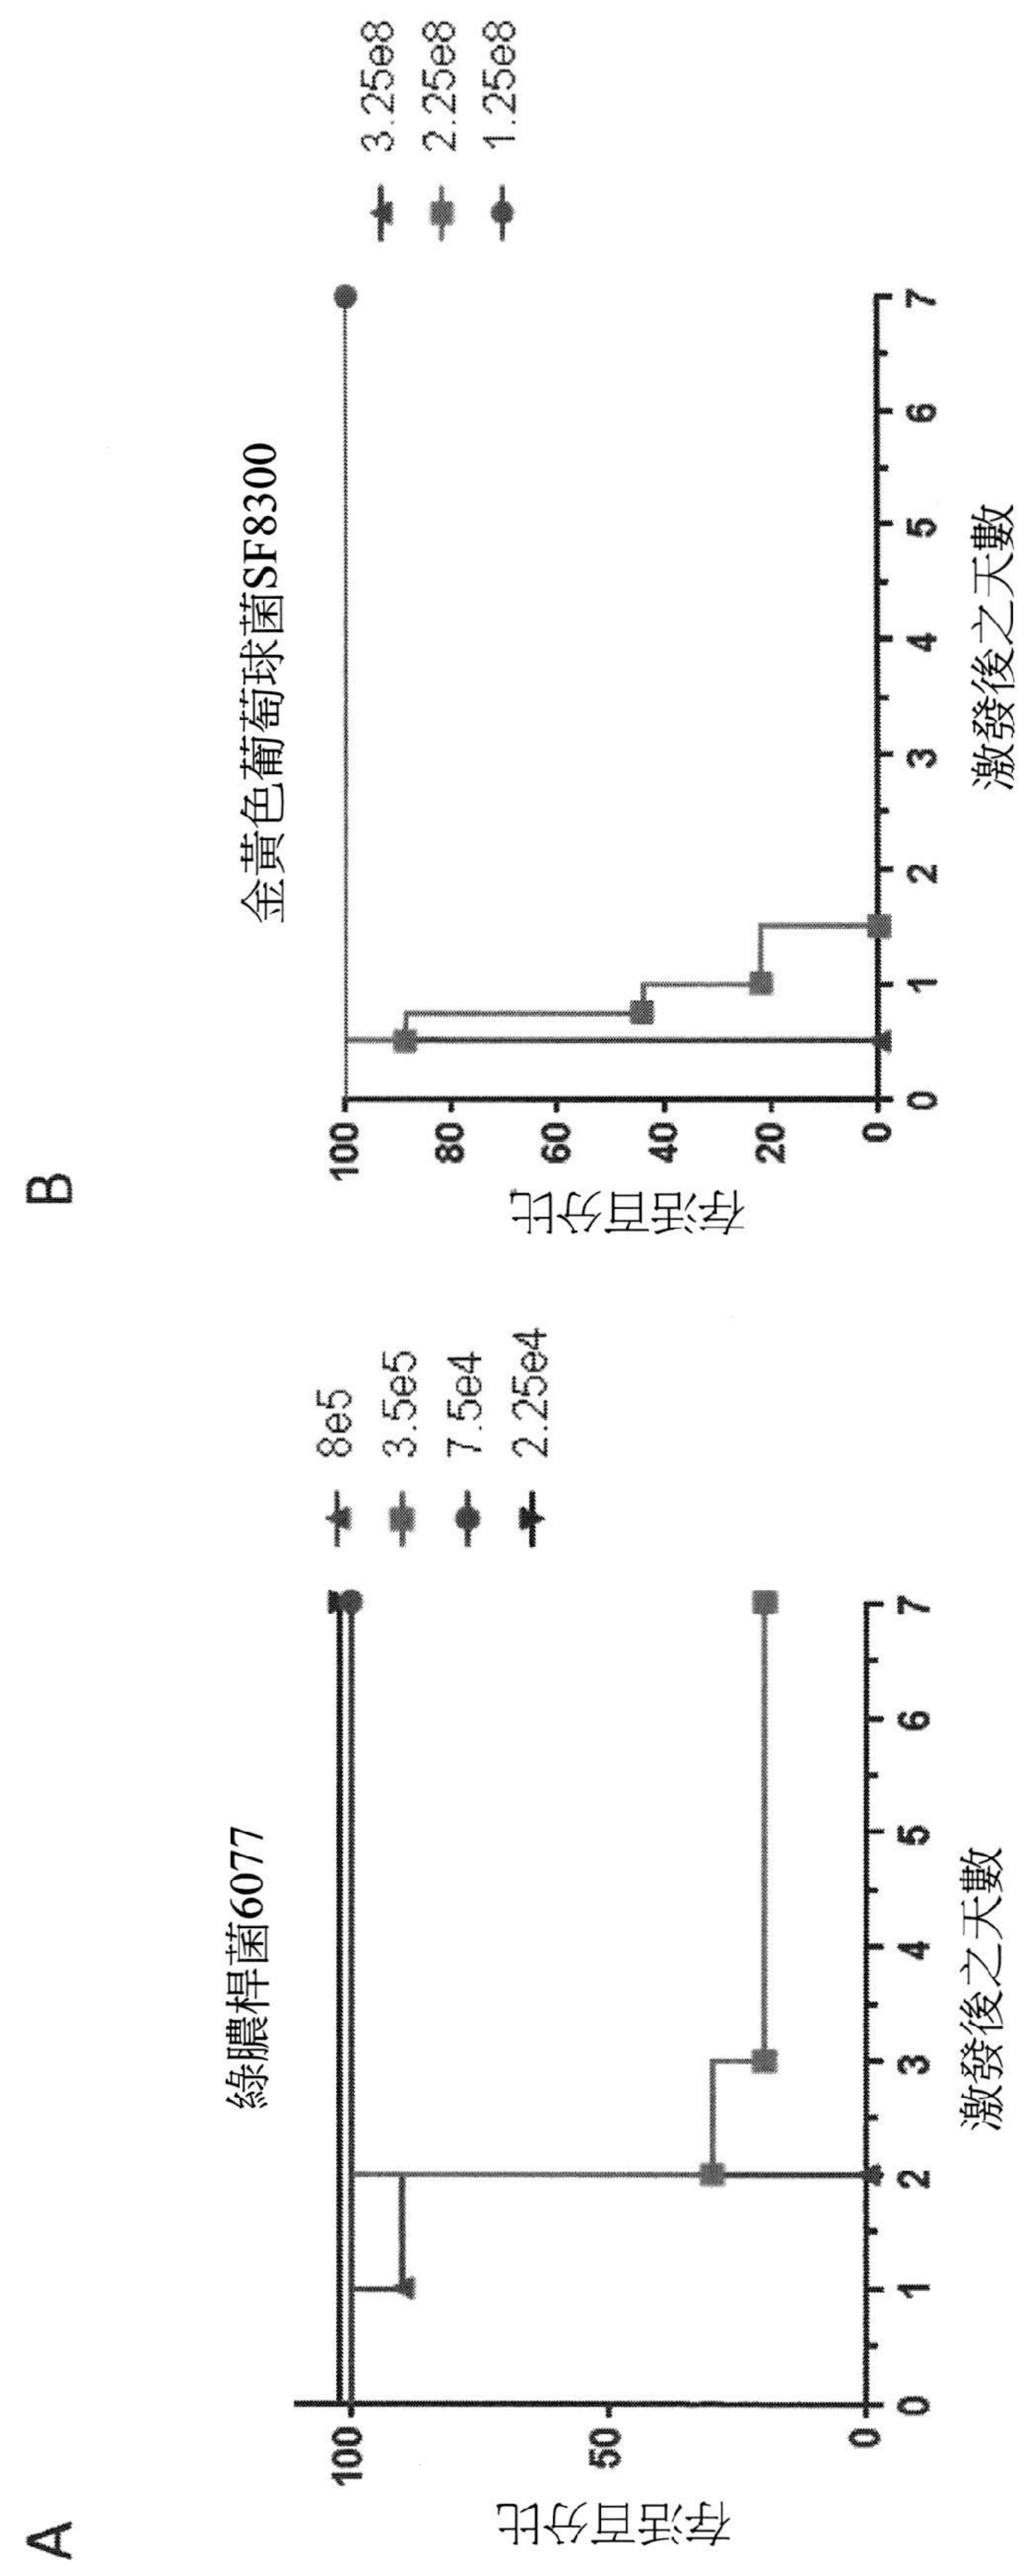 A
綠膿桿菌6077
8e5
3.5e5
7.5e4
2.25e4
存活百分比
100
50
0
0 1 2 3 4 5 6 7
激發後之天數
B
金黃色葡萄球菌SF8300
3.25e8
2.25e8
1.25e8
存活百分比
100
80
60
40
20
0
0 1 2 3 4 5 6 7
激發後之天數